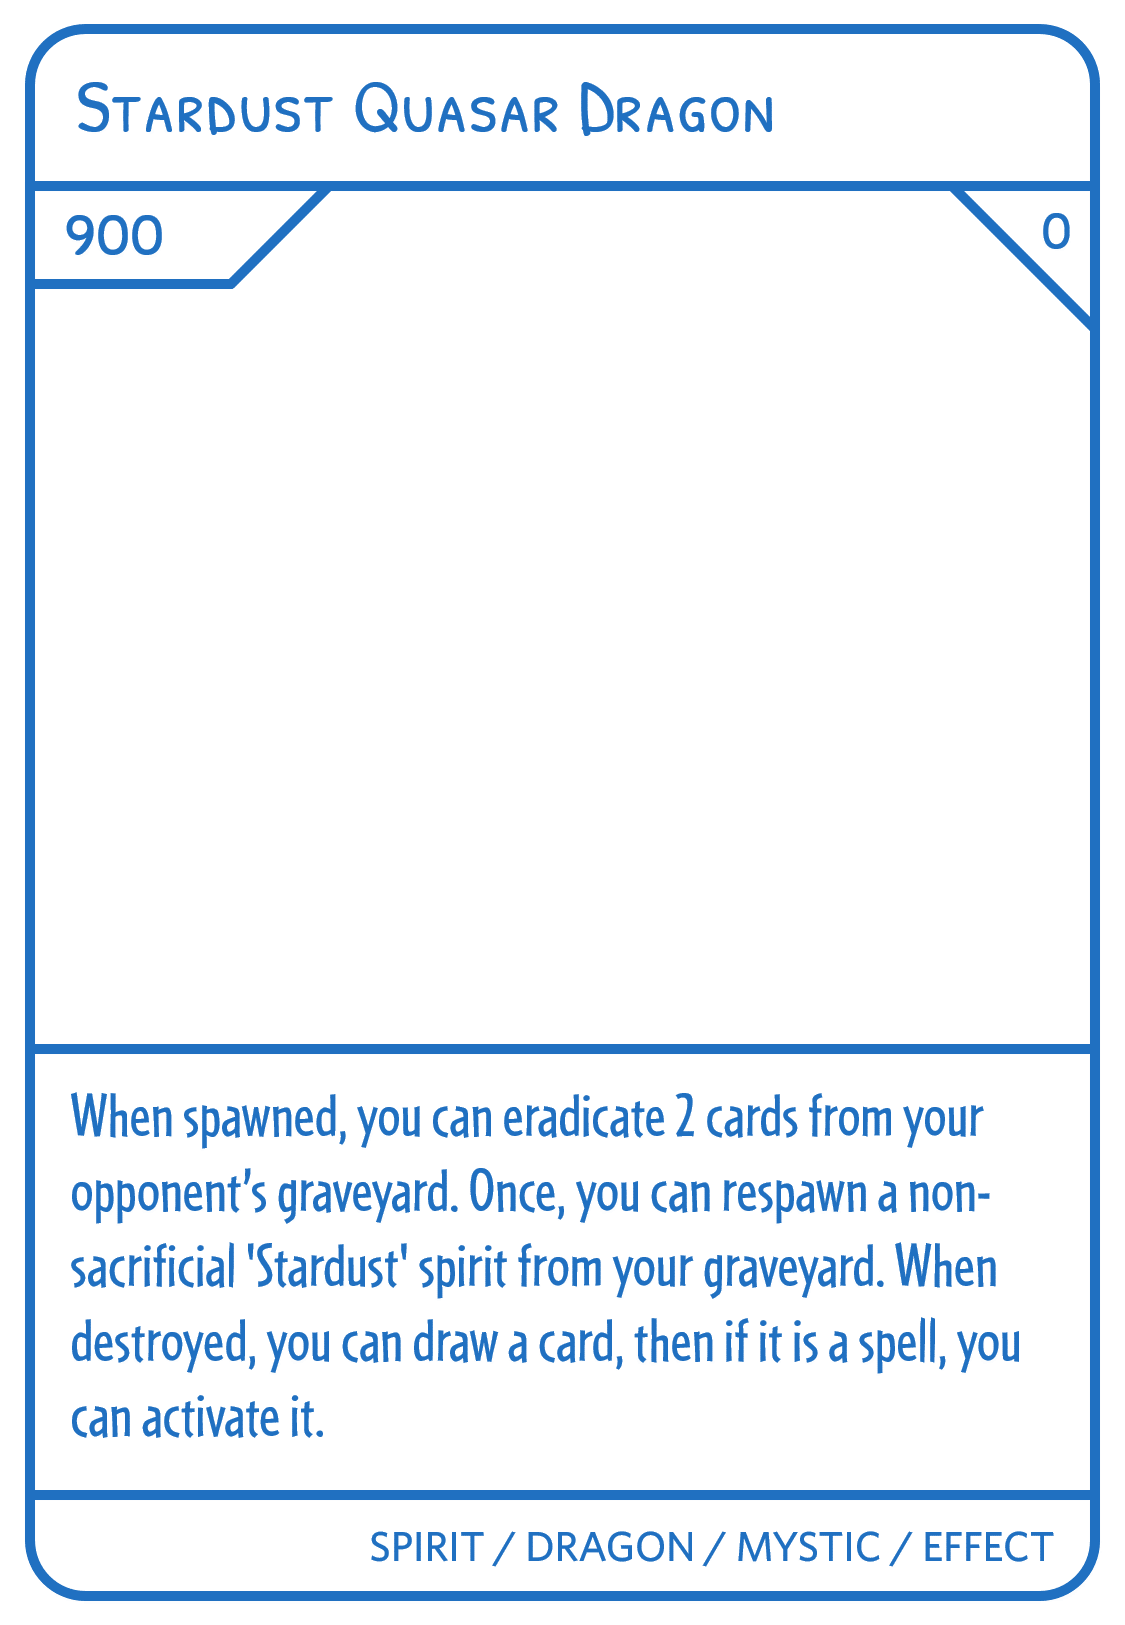 Stardust Quasar Dragon
900
0
When spawned, you can eradicate 2 cards from your
opponent’s graveyard. Once, you can respawn a non-
sacrificial 'Stardust' spirit from your graveyard. When
destroyed, you can draw a card, then if it is a spell, you
can activate it.
SPIRIT / DRAGON / MYSTIC / EFFECT